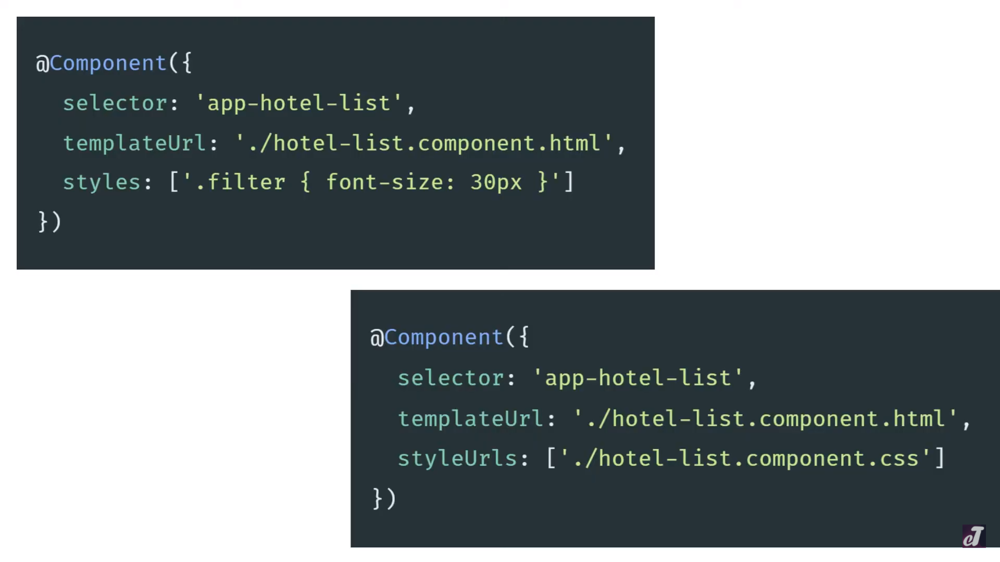 @Component({
selector: 'app-hotel-list',
templateUrl: './hotel-list.component.html',
styles: ['.filter { font-size: 30px }']
})
@Component({
selector: 'app-hotel-list',
templateUrl: './hotel-list.component.html',
styleUrls: ['./hotel-list.component.css']
})
eT